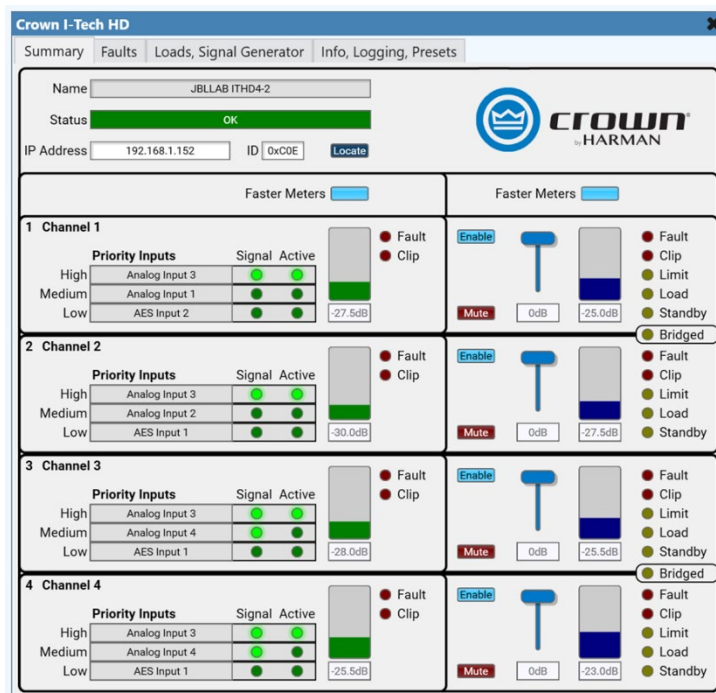 Crown I-Tech HD
Summary Faults Loads, Signal Generator Info, Logging, Presets
Name JBLLAB ITHD4-2
Status OK
IP Address 192.168.1.152 ID 0xC0E Locate
crown
by HARMAN
Faster Meters Faster Meters
1 Channel 1
Priority Inputs Signal Active
High Analog Input 3
Medium Analog Input 1
Low AES Input 2
-27.5dB
Fault
Clip
Enable
Mute 0dB -25.0dB
Fault
Clip
Limit
Load
Standby
Bridged
2 Channel 2
Priority Inputs Signal Active
High Analog Input 3
Medium Analog Input 2
Low AES Input 1
-30.0dB
Fault
Clip
Enable
Mute 0dB -27.5dB
Fault
Clip
Limit
Load
Standby
3 Channel 3
Priority Inputs Signal Active
High Analog Input 3
Medium Analog Input 4
Low AES Input 1
-28.0dB
Fault
Clip
Enable
Mute 0dB -25.5dB
Fault
Clip
Limit
Load
Standby
Bridged
4 Channel 4
Priority Inputs Signal Active
High Analog Input 3
Medium Analog Input 4
Low AES Input 1
-25.5dB
Fault
Clip
Enable
Mute 0dB -23.0dB
Fault
Clip
Limit
Load
Standby